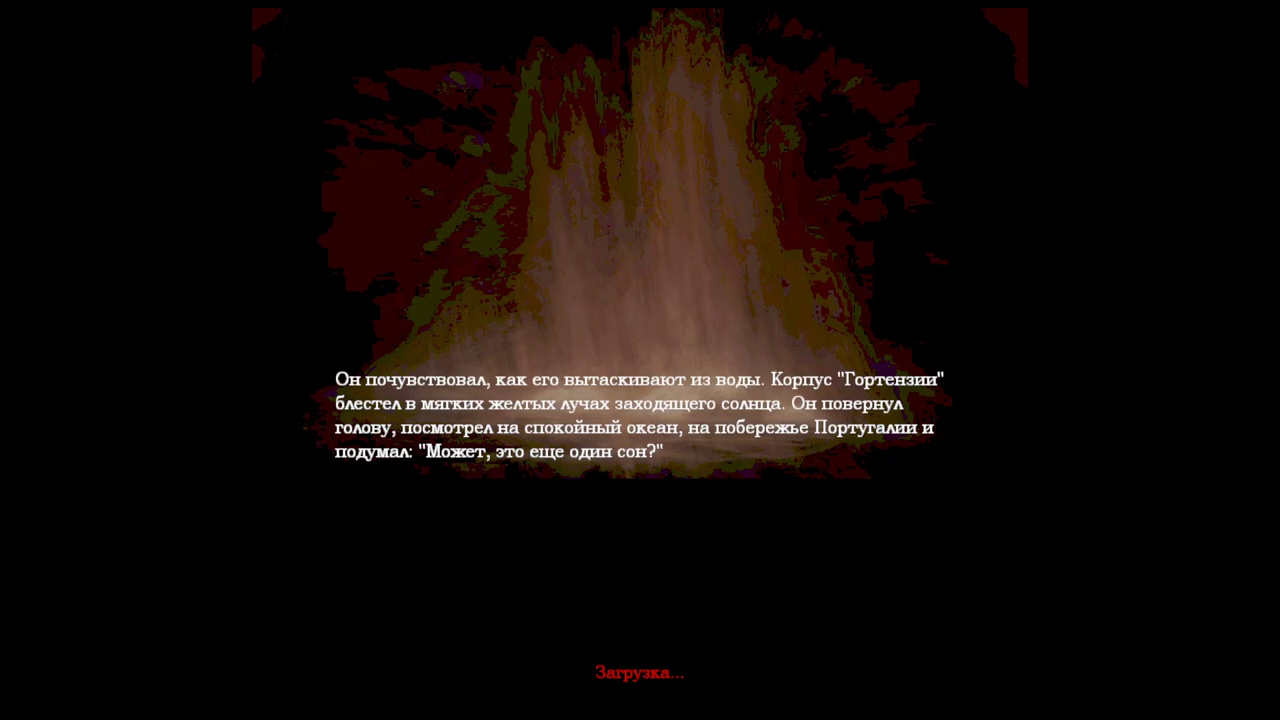 Он почувствовал, как его вытаскивают из воды. Корпус "Гортензии"
блестел в мягких желтых лучах заходящего солнца. Он повернул
голову, посмотрел на спокойный океан, на побережье Португалии и
подумал: "Может, это еще один сон?"
Загрузка...